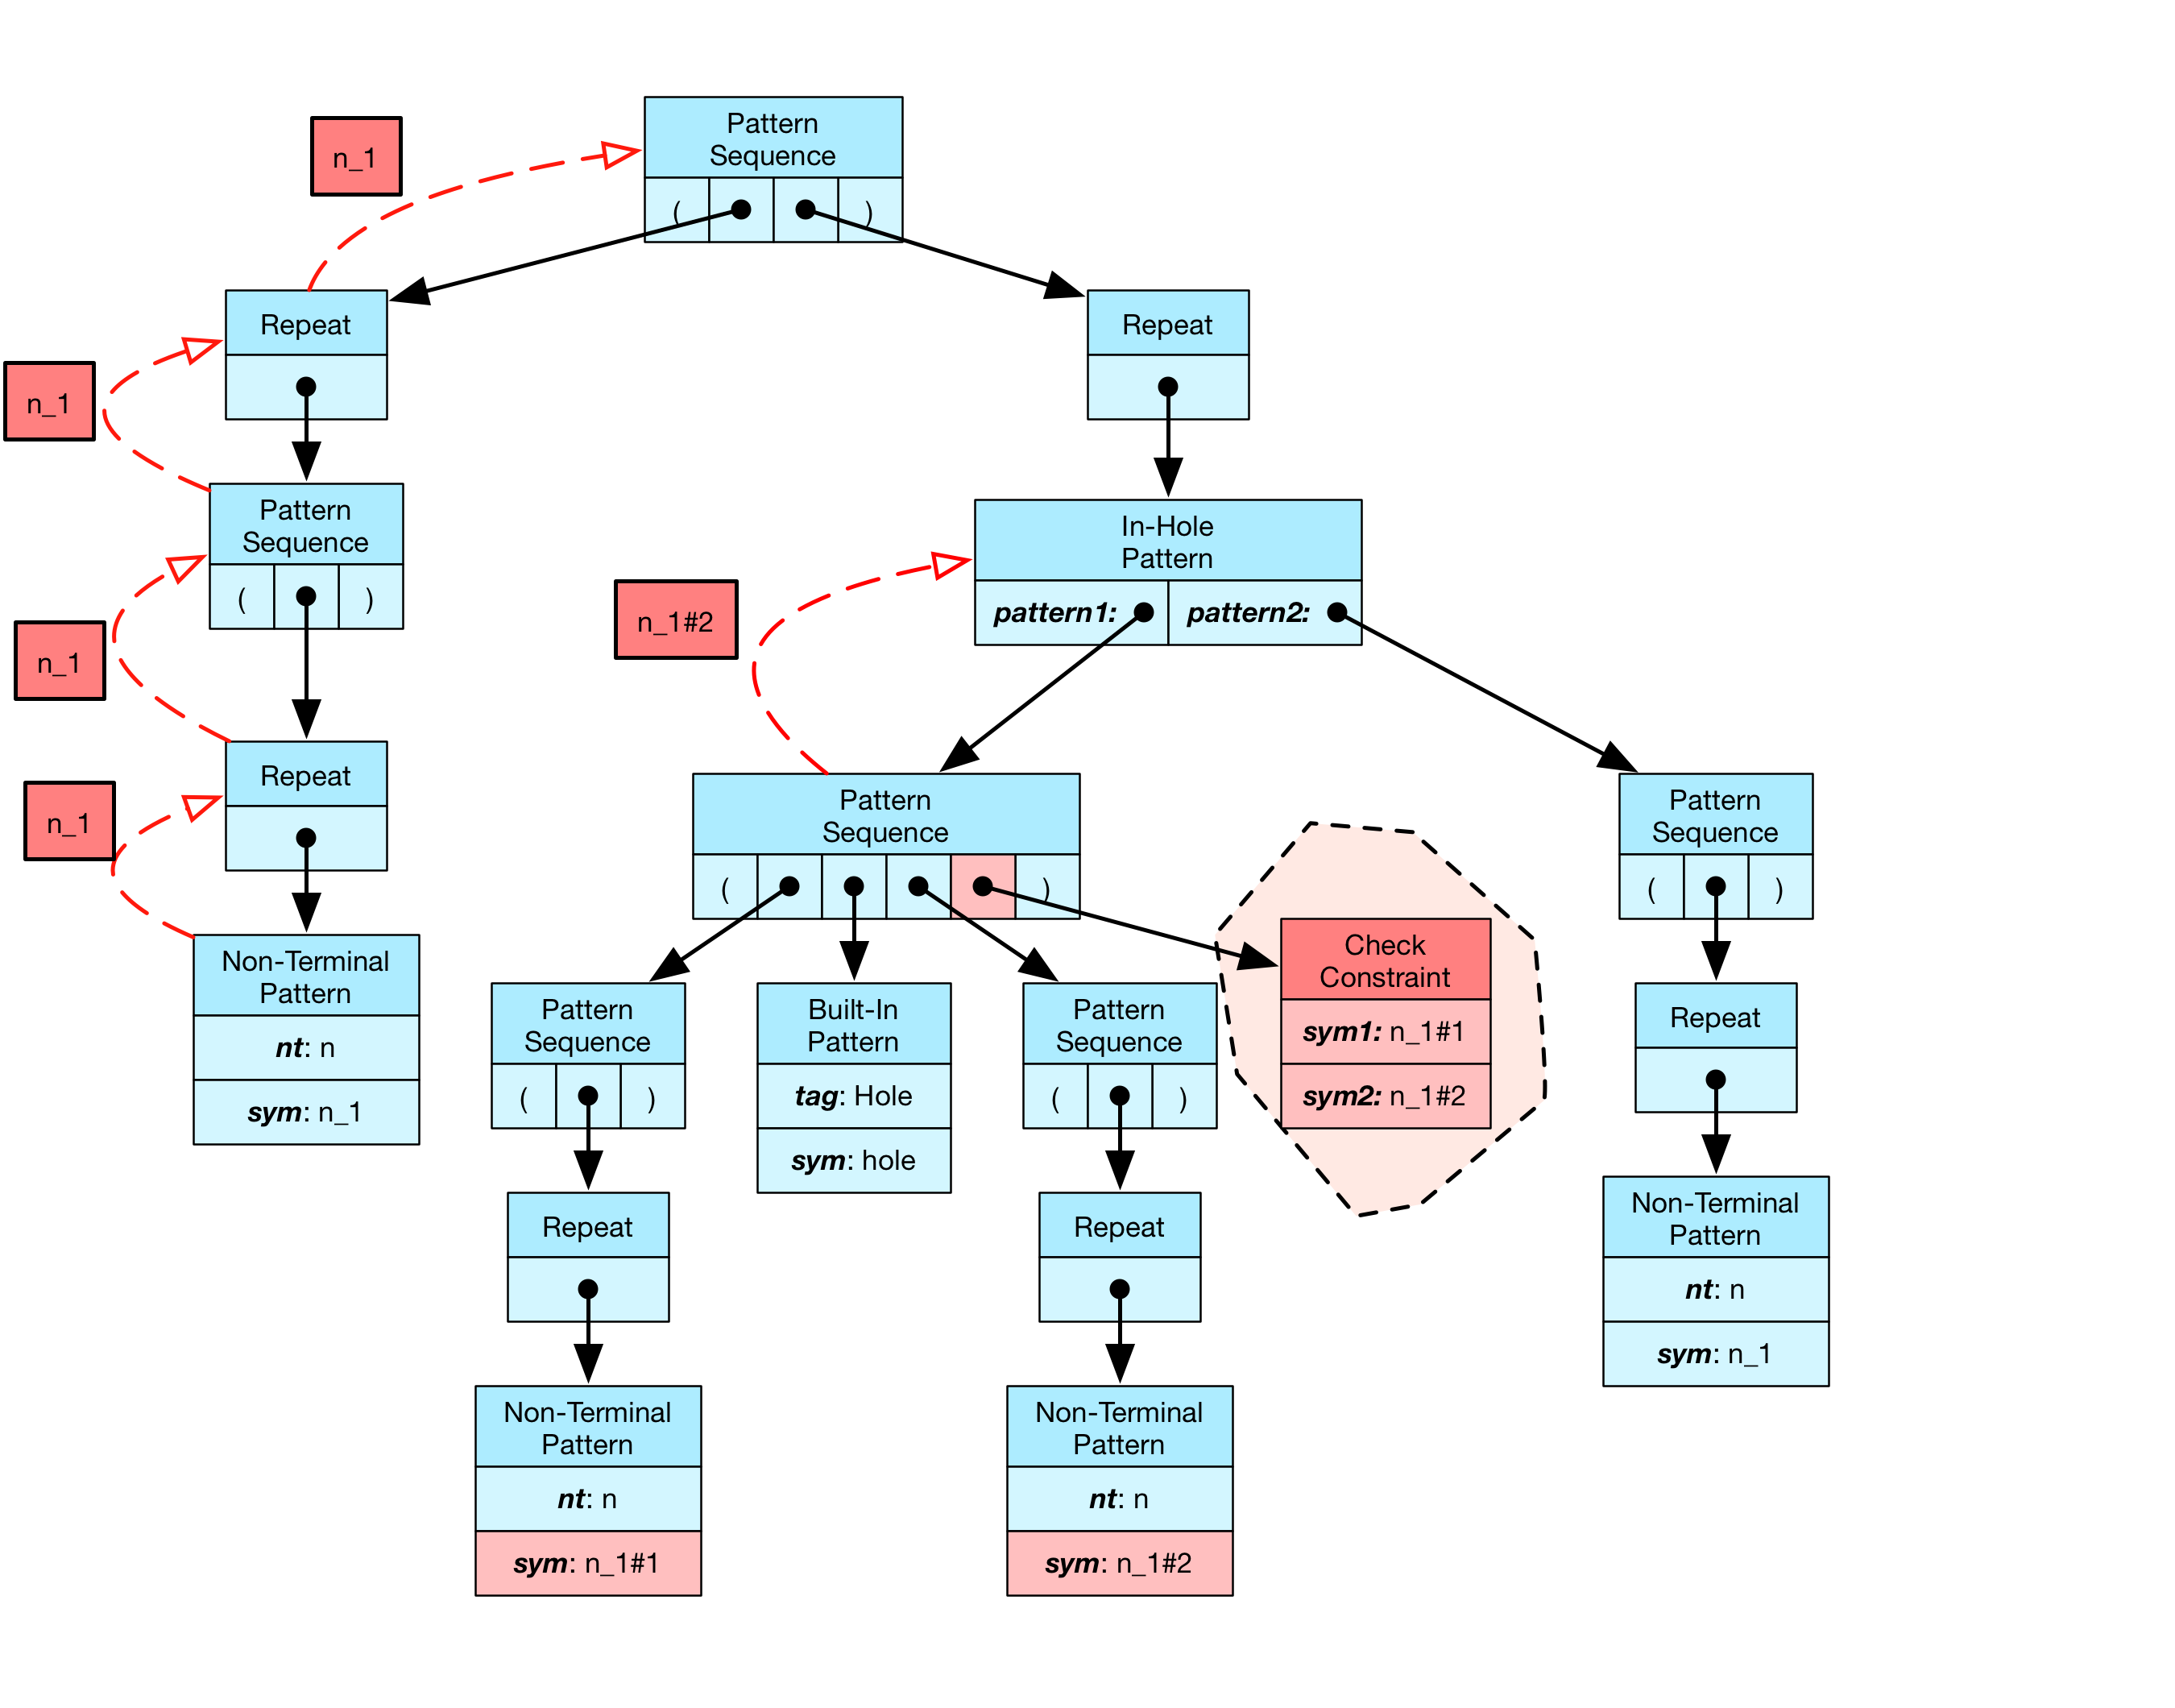 Pattern
Sequence
( )
n_1
Repeat
Repeat
n_1
Pattern
Sequence
( )
In-Hole
Pattern
pattern1: pattern2:
n_1#2
n_1
Repeat
n_1
Pattern
Sequence
( )
Pattern
Sequence
( )
Non-Terminal
Pattern
nt: n
sym: n_1
Pattern
Sequence
( )
Built-In
Pattern
tag: Hole
sym: hole
Pattern
Sequence
( )
Check
Constraint
sym1: n_1#1
sym2: n_1#2
Repeat
Repeat
Repeat
Non-Terminal
Pattern
nt: n
sym: n_1
Non-Terminal
Pattern
nt: n
sym: n_1#1
Non-Terminal
Pattern
nt: n
sym: n_1#2